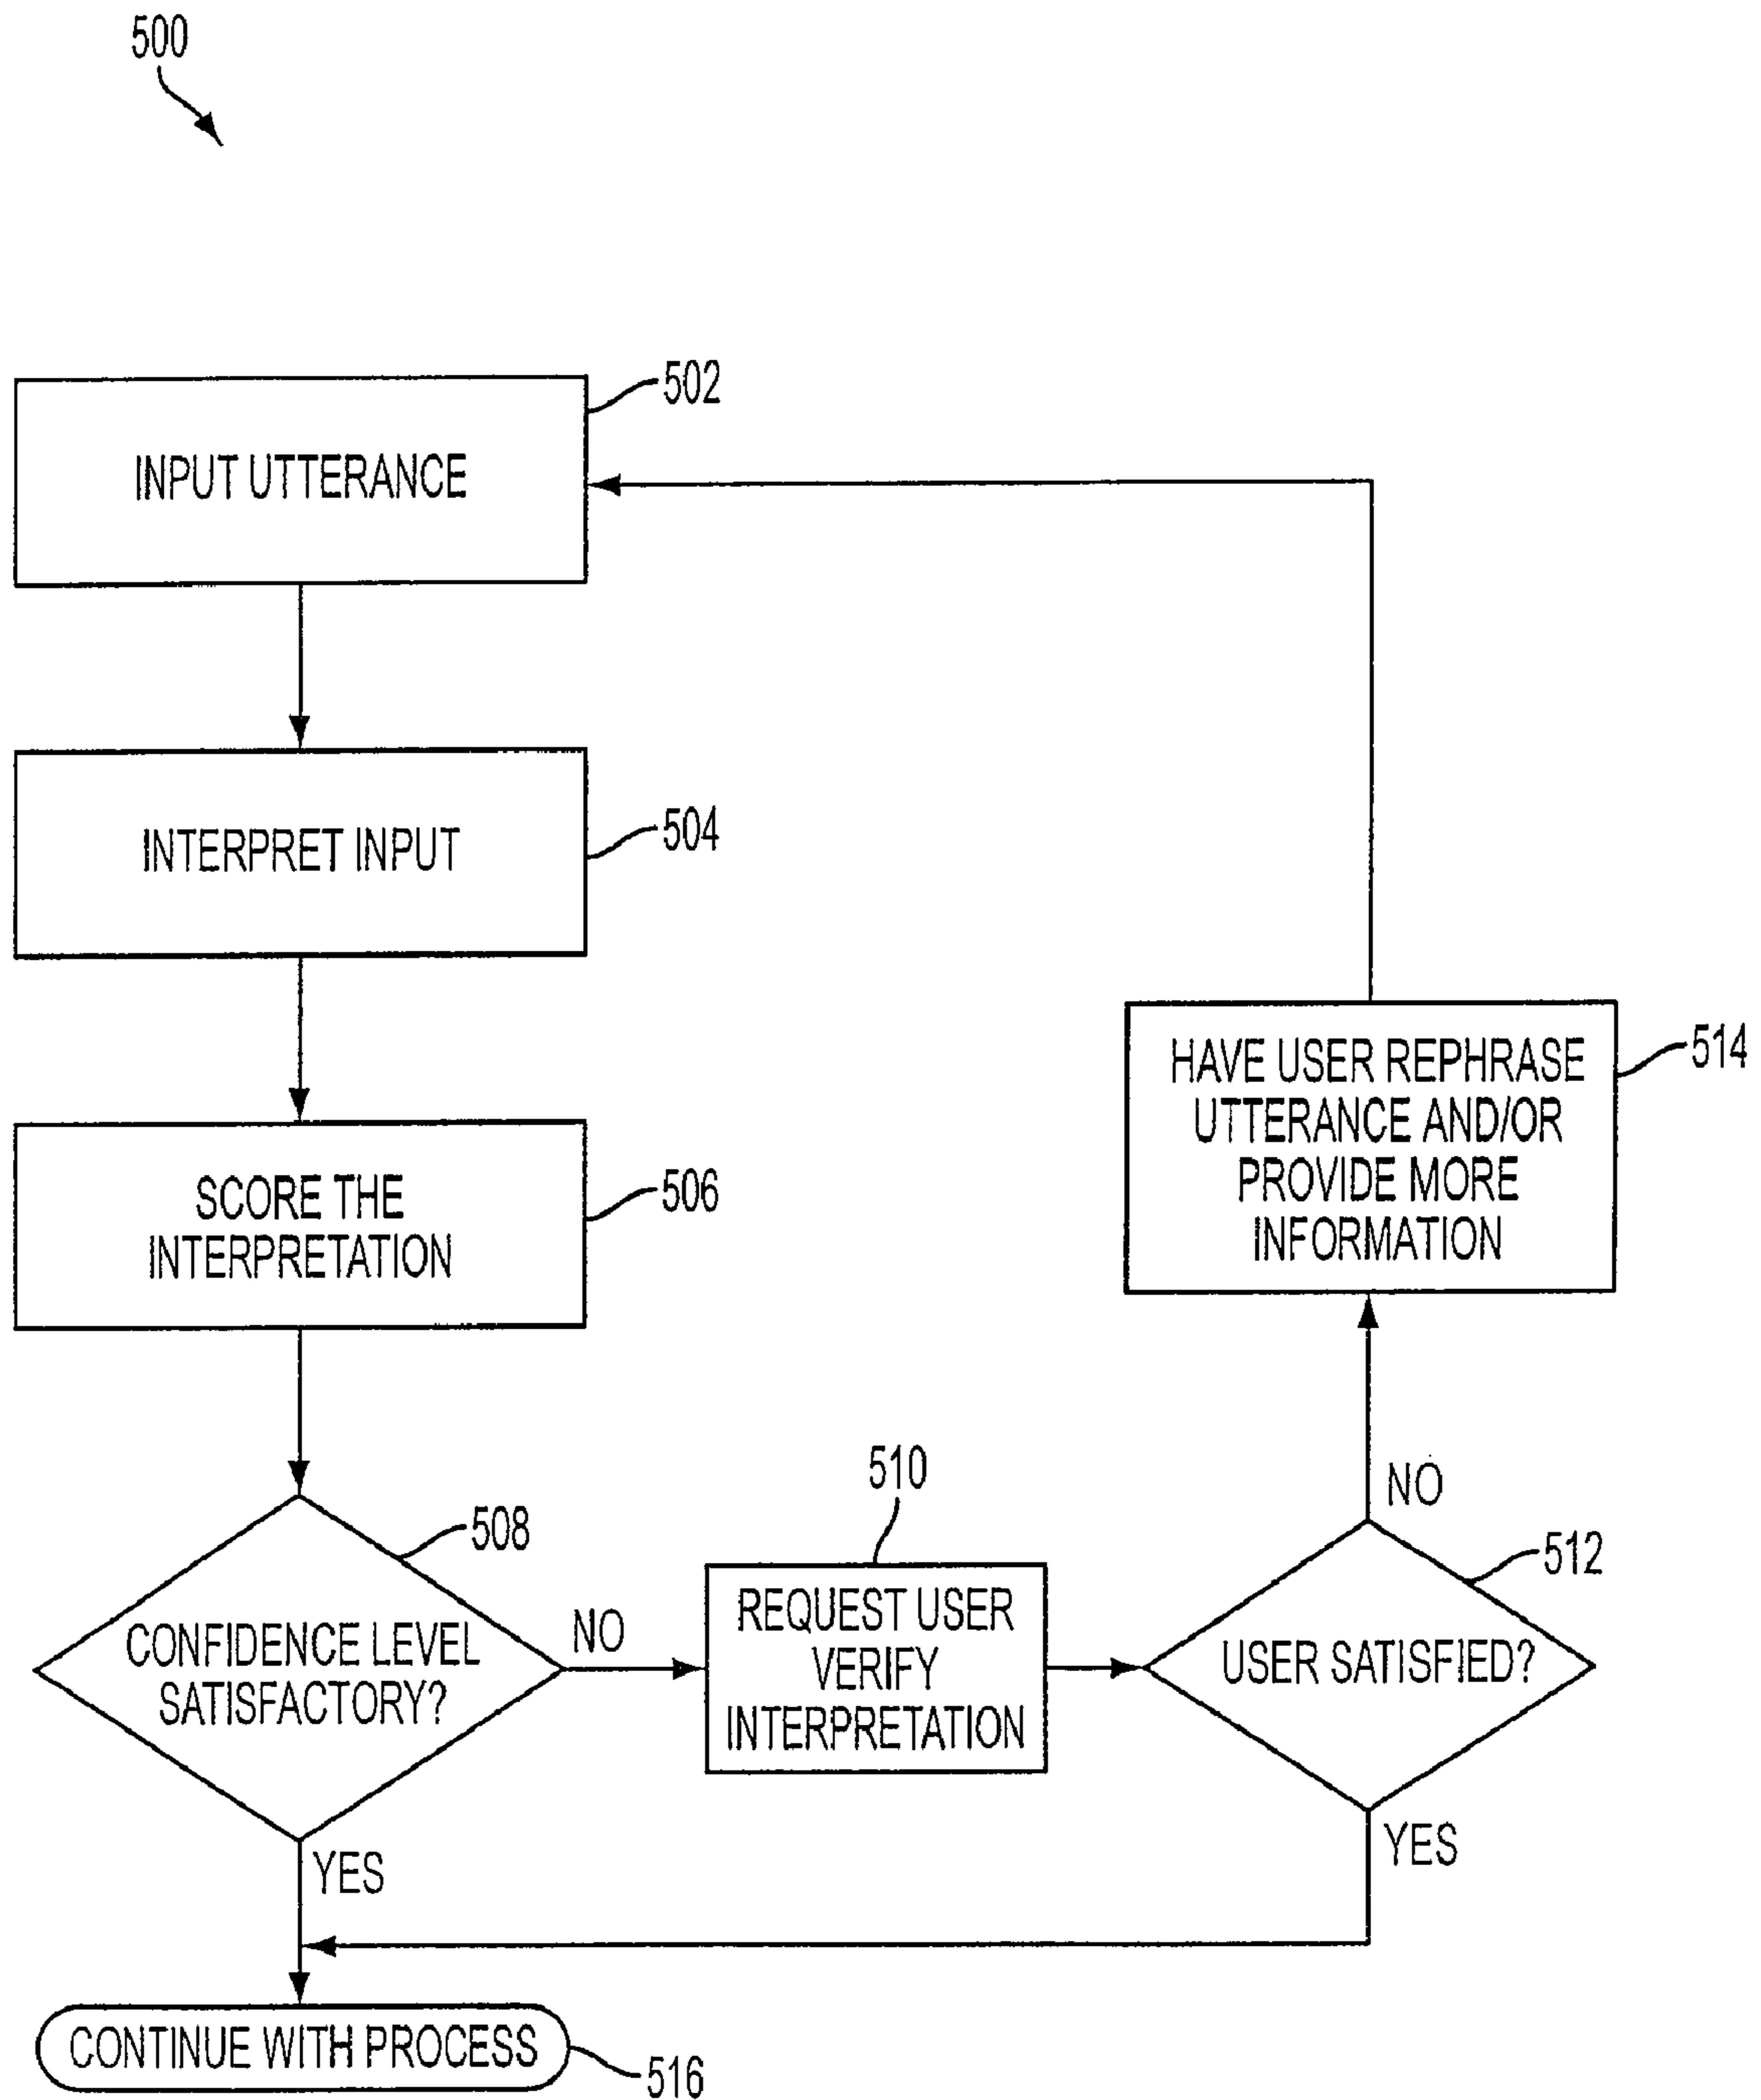 500
502
INPUT UTTERANCE
504
INTERPRET INPUT
506
SCORE THE
INTERPRETATION
514
HAVE USER REPHRASE
UTTERANCE AND/OR
PROVIDE MORE
INFORMATION
508
CONFIDENCE LEVEL
SATISFACTORY?
NO
510
REQUEST USER
VERIFY
INTERPRETATION
NO
512
USER SATISFIED?
YES
YES
CONTINUE WITH PROCESS
516